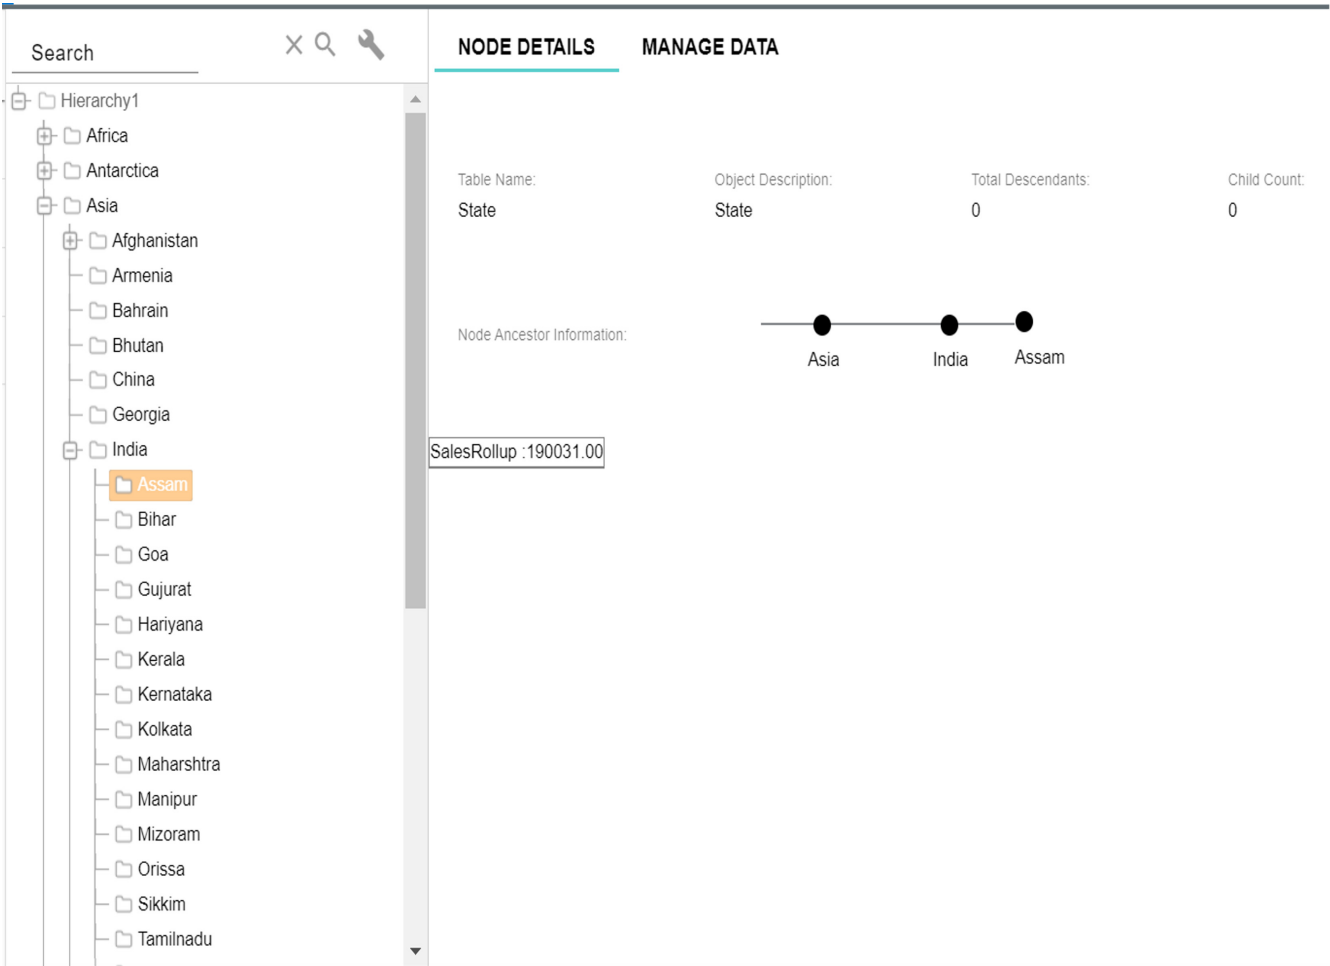 Search
Hierarchy1
Africa
Antarctica
Asia
Afghanistan
Armenia
Bahrain
Bhutan
China
Georgia
India
Assam
Bihar
Goa
Gujurat
Hariyana
Kerala
Kernataka
Kolkata
Maharshtra
Manipur
Mizoram
Orissa
Sikkim
Tamilnadu
NODE DETAILS MANAGE DATA
Table Name: Object Description: Total Descendants: Child Count:
State State 0 0
Node Ancestor Information:
Asia India Assam
SalesRollup :190031.00